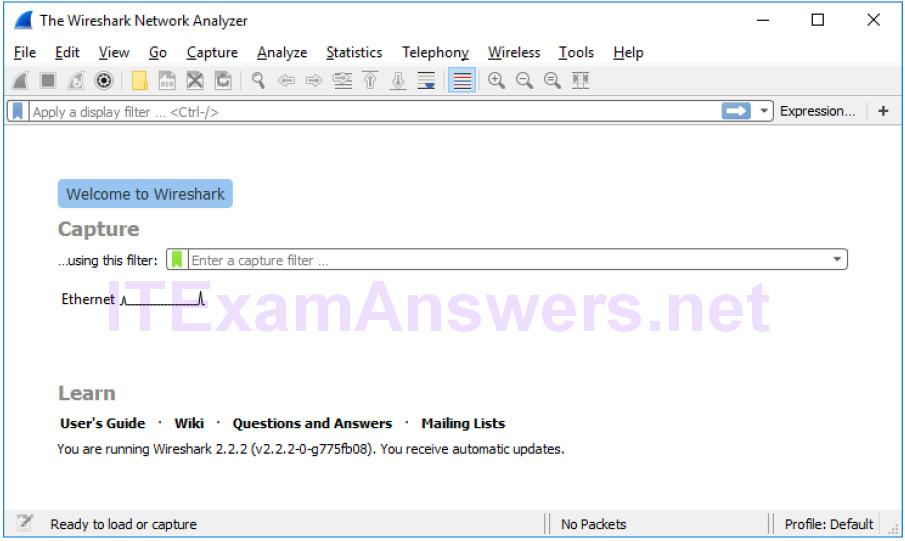 The Wireshark Network Analyzer
File Edit View Go Capture Analyze Statistics Telephony Wireless Tools Help
Apply a display filter ... <Ctrl-/> Expression... +
Welcome to Wireshark
Capture
...using this filter: Enter a capture filter ...
Ethernet
ITExamAnswers.net
Learn
User's Guide · Wiki · Questions and Answers · Mailing Lists
You are running Wireshark 2.2.2 (v2.2.2-0-g775fb08). You receive automatic updates.
Ready to load or capture No Packets Profile: Default